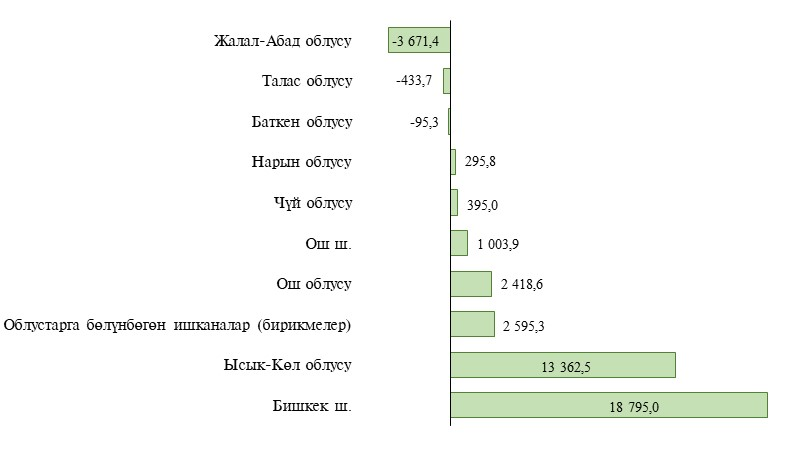 Жалал-Абад облусу -3 671,4
Талас облусу -433,7
Баткен облусу -95,3
Нарын облусу 295,8
Чүй облусу 395,0
Ош ш. 1 003,9
Ош облусу 2 418,6
Облустарга бөлүнбөгөн ишканалар (бирикмелер) 2 595,3
Ысык-Көл облусу 13 362,5
Бишкек ш. 18 795,0